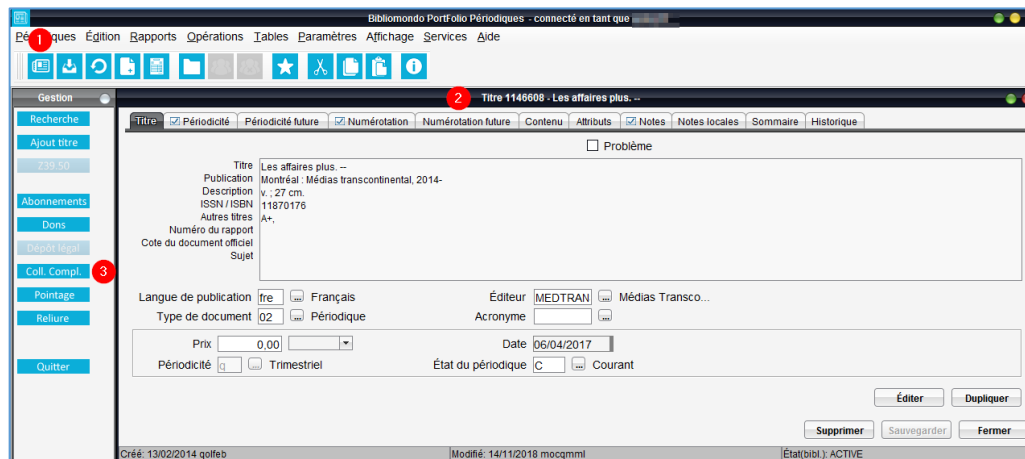 Bibliomondo PortFolio Périodiques - connecté en tant que
Périodiques Édition Rapports Opérations Tables Paramètres Affichage Services Aide
1
Gestion
2 Titre 1146608 - Les affaires plus. --
Recherche
Titre Périodicité Périodicité future Numérotation Numérotation future Contenu Attributs Notes Notes locales Sommaire Historique
Ajout titre
Problème
Z39.50
Titre Les affaires plus. --
Publication Montréal : Médias transcontinental, 2014-
Description v. ; 27 cm.
Abonnements
ISSN / ISBN 11870176
Autres titres A+,
Dons
Numéro du rapport
Cote du document officiel
Dépôt légal
Sujet
Coll. Compl. 3
Pointage
Langue de publication fre ... Français Éditeur MEDTRAN ... Médias Transco...
Reliure
Type de document 02 ... Périodique Acronyme ...
Prix 0,00 Date 06/04/2017
Quitter
Périodicité q ... Trimestriel État du périodique C ... Courant
Éditer Dupliquer
Supprimer Sauvegarder Fermer
Créé: 13/02/2014 qolfeb Modifié: 14/11/2018 mocqmml État(bibl.): ACTIVE